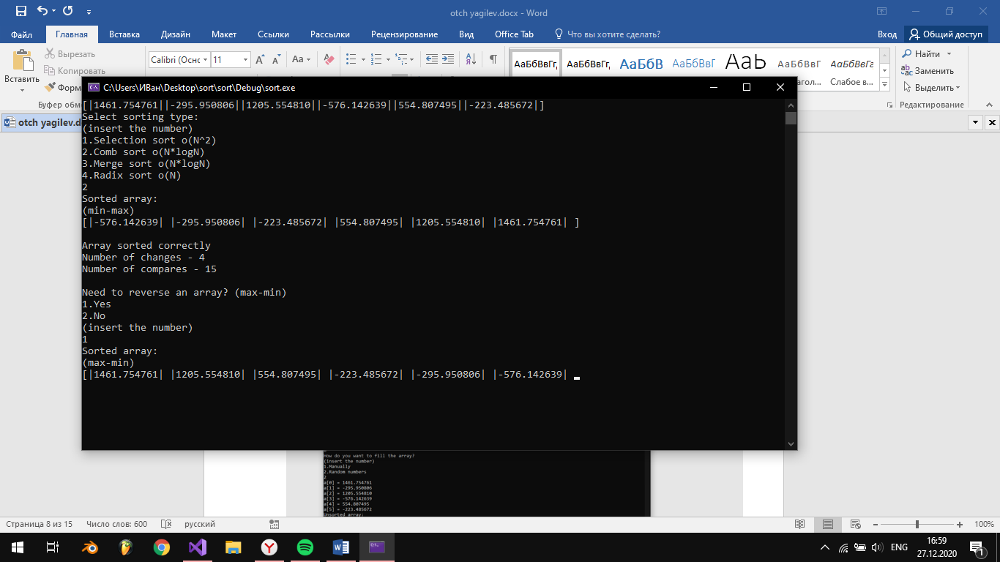 otch yagilev.docx - Word
Файл Главная Вставка Дизайн Макет Ссылки Рассылки Рецензирование Вид Office Tab Что вы хотите сделать? Вход Общий доступ
Вставить
Вырезать
Копировать
Форм
Буфер обм
Calibri (Оснс 11
АаБбВвГг, АаБбВвГг, АаБбВ АаБбВвГ Aab АаБбВвГ АаБбВвГг
агол... Слабое в...
Найти
Заменить
Выделить
Редактирование
otch yagilev.d
C:\Users\ИВан\Desktop\sort\sort\Debug\sort.exe
[|1461.754761||-295.950806||1205.554810||-576.142639||554.807495||-223.485672|]
Select sorting type:
(insert the number)
1.Selection sort o(N^2)
2.Comb sort o(N*logN)
3.Merge sort o(N*logN)
4.Radix sort o(N)
2
Sorted array:
(min-max)
[|-576.142639| |-295.950806| |-223.485672| |554.807495| |1205.554810| |1461.754761| ]
Array sorted correctly
Number of changes - 4
Number of compares - 15
Need to reverse an array? (max-min)
1.Yes
2.No
(insert the number)
1
Sorted array:
(max-min)
[|1461.754761| |1205.554810| |554.807495| |-223.485672| |-295.950806| |-576.142639|
How do you want to fill the array?
(insert the number)
1.Manually
2.Random numbers
2
a[0] = 1461.754761
a[1] = -295.950806
a[2] = 1205.554810
a[3] = -576.142639
a[4] = 554.807495
a[5] = -223.485672
Unsorted array:
Страница 8 из 15 Число слов: 600 русский 100%
ENG 16:59
27.12.2020
1